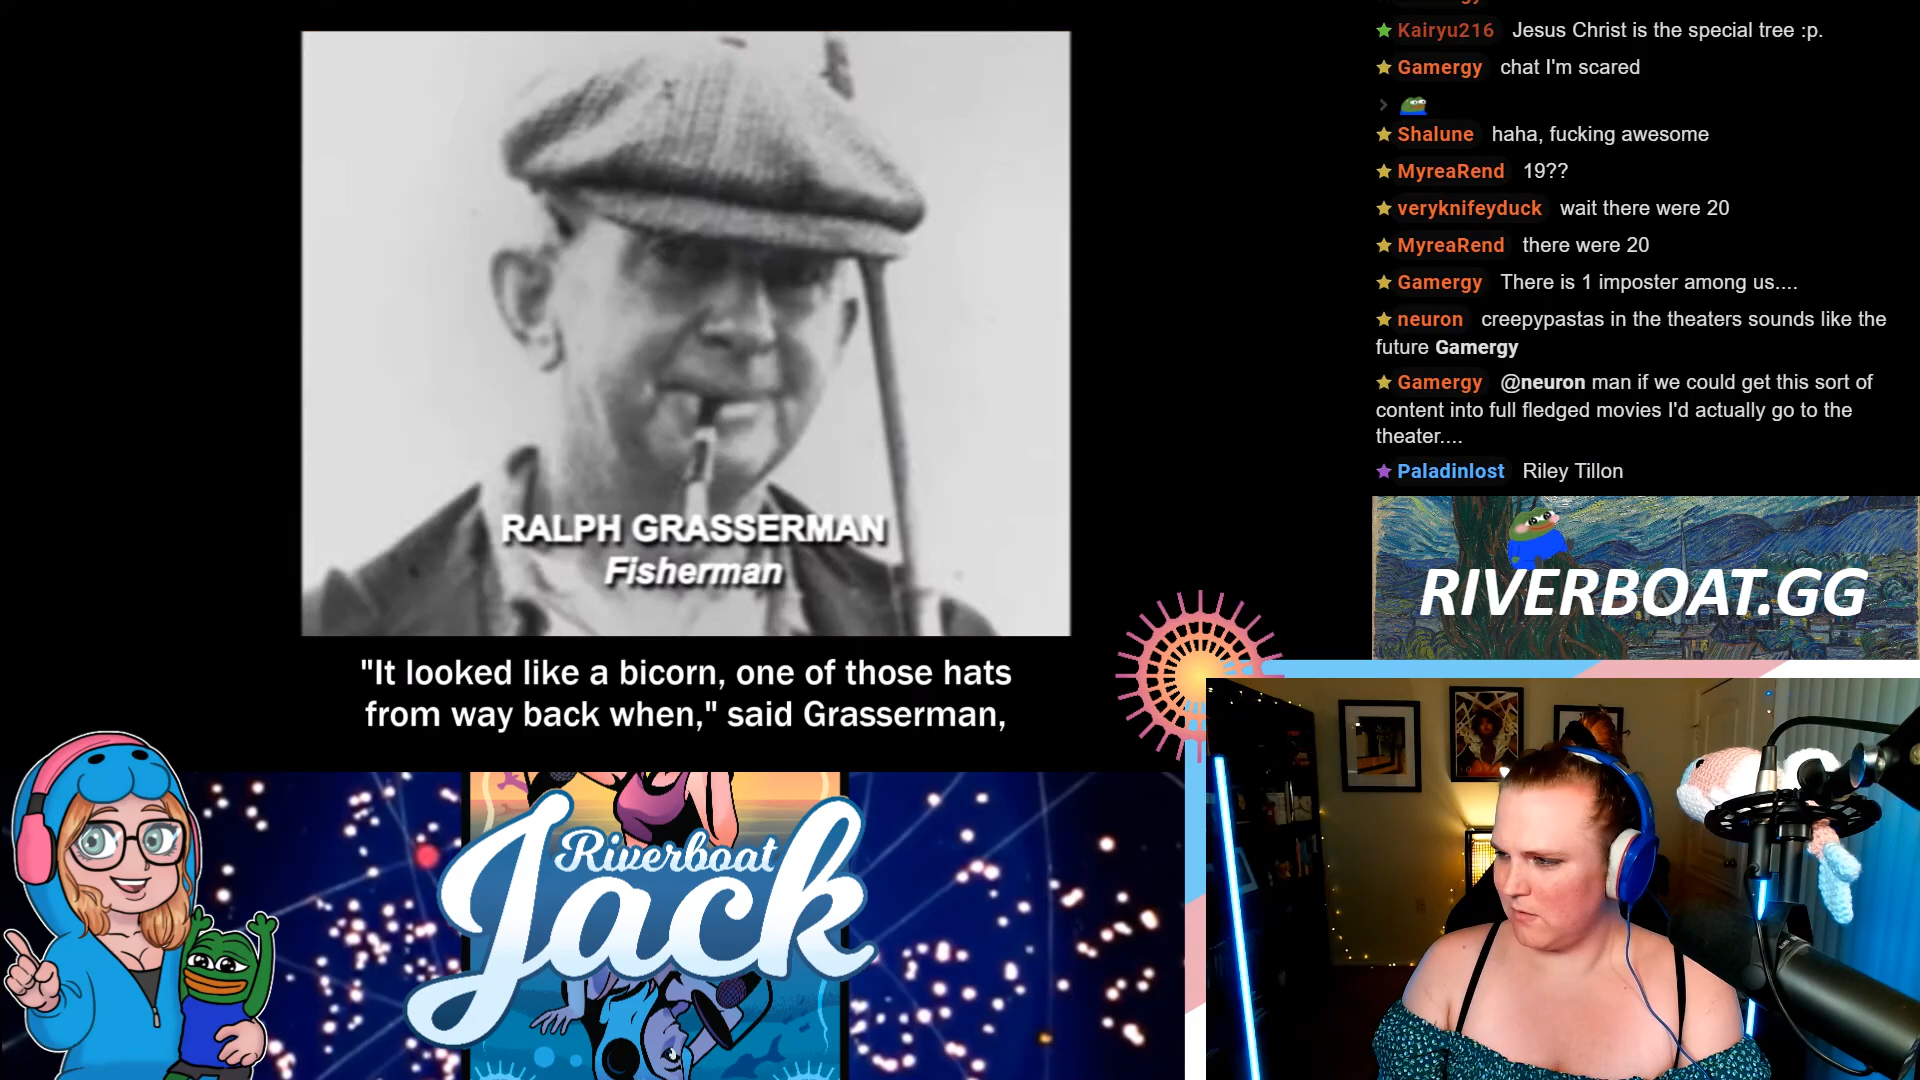 Kairyu216 Jesus Christ is the special tree :p.
Gamergy chat I'm scared
Shalune haha, fucking awesome
MyreaRend 19??
veryknifeyduck wait there were 20
MyreaRend there were 20
Gamergy There is 1 imposter among us....
neuron creepypastas in the theaters sounds like the
future Gamergy
Gamergy @neuron man if we could get this sort of
content into full fledged movies I'd actually go to the
theater....
Paladinlost Riley Tillon
RALPH GRASSERMAN
Fisherman
"It looked like a bicorn, one of those hats
from way back when," said Grasserman,
RIVERBOAT.GG
Riverboat
Jack